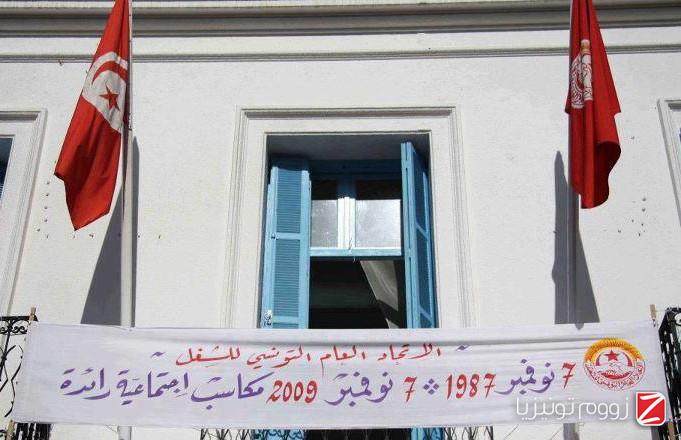 الاتحاد العام التونسي للشغل
7 نوفمبر 1987 * 7 نوفمبر 2009 مكاسب اجتماعية رائدة
زووم تونيزيا